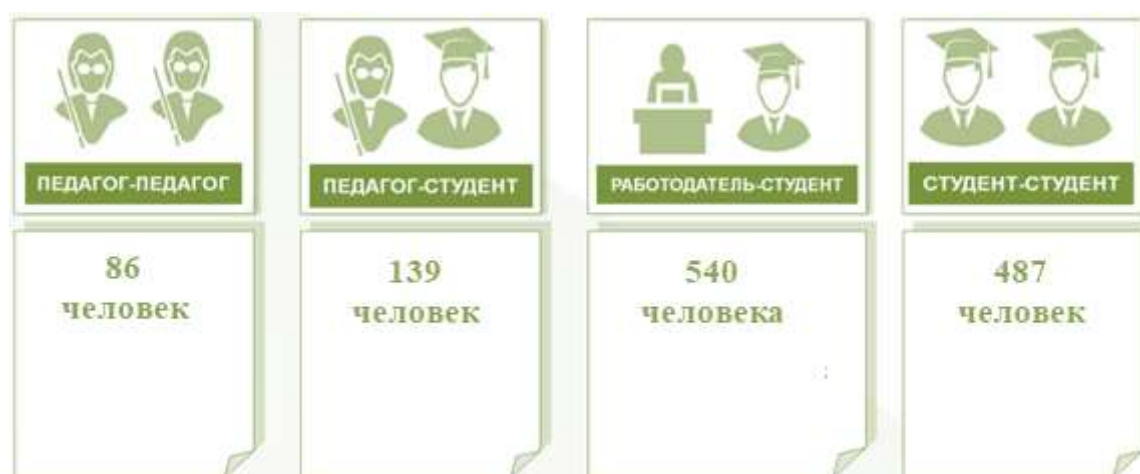 ПЕДАГОГ-ПЕДАГОГ
ПЕДАГОГ-СТУДЕНТ
РАБОТОДАТЕЛЬ-СТУДЕНТ
СТУДЕНТ-СТУДЕНТ
86
человек
139
человек
540
человека
487
человек